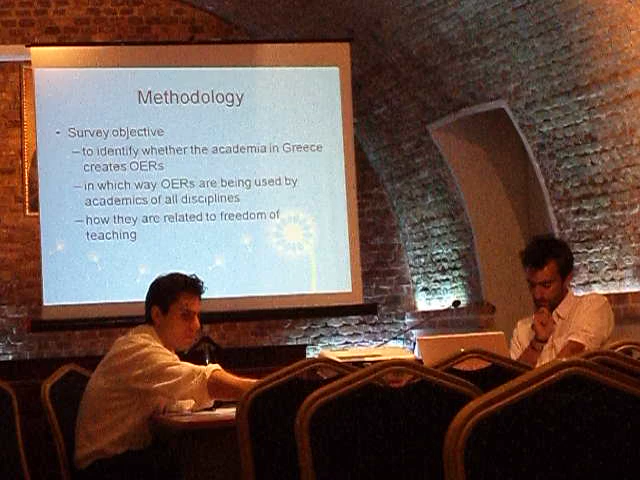 Methodology
• Survey objective
– to identify whether the academia in Greece
creates OERs
– in which way OERs are being used by
academics of all disciplines
– how they are related to freedom of
teaching